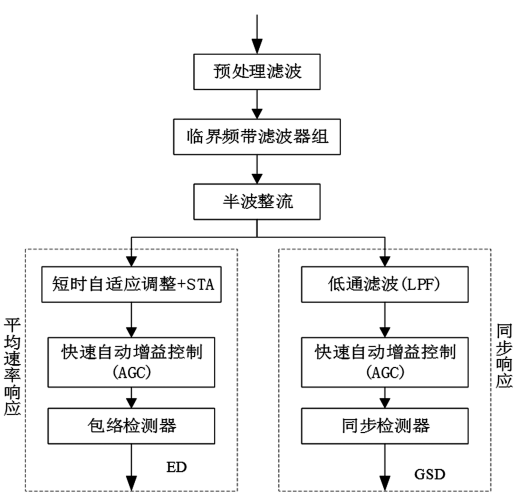 预处理滤波
临界频带滤波器组
半波整流
短时自适应调整+STA
快速自动增益控制
(AGC)
包络检测器
ED
平均速率响应
低通滤波(LPF)
快速自动增益控制
(AGC)
同步检测器
GSD
同步响应